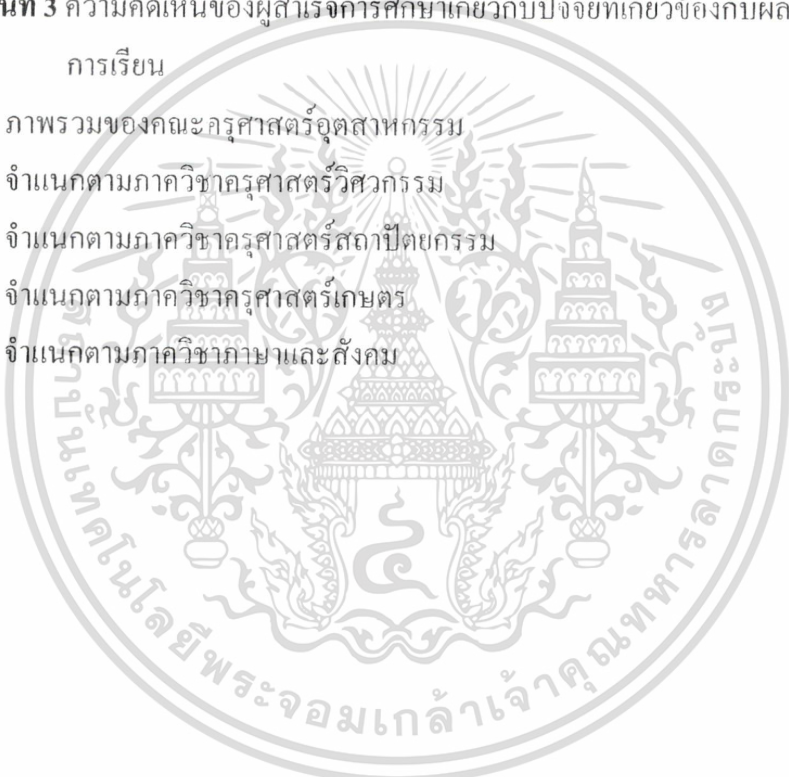 นที่ 3 ความคิดเห็นของผู้สำเร็จการศึกษาเกี่ยวกับปัจจัยที่เกี่ยวข้องกับผล
การเรียน
ภาพรวมของคณะครุศาสตร์อุตสาหกรรม
จำแนกตามภาควิชาครุศาสตร์วิศวกรรม
จำแนกตามภาควิชาครุศาสตร์สถาปัตยกรรม
จำแนกตามภาควิชาครุศาสตร์เกษตร
จำแนกตามภาควิชาภาษาและสังคม
สถาบันเทคโนโลยีพระจอมเกล้าเจ้าคุณทหารลาดกระบัง